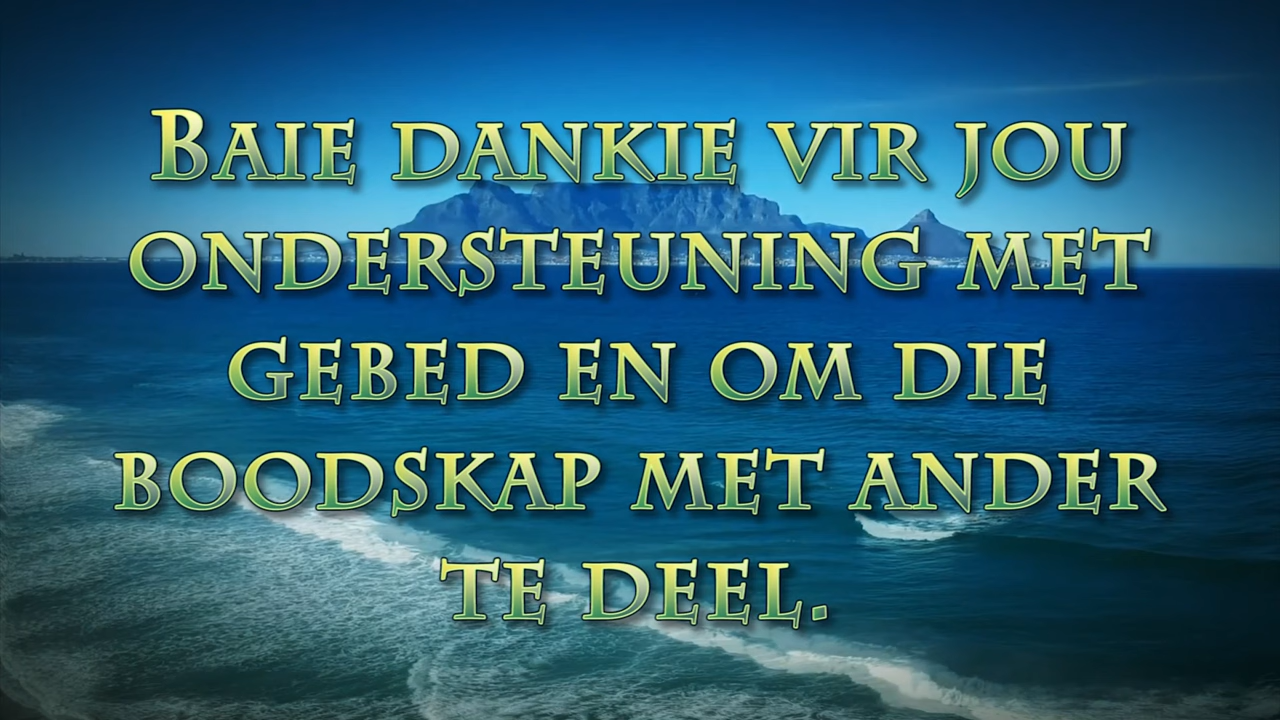 Baie dankie vir jou
ondersteuning met
gebed en om die
boodskap met ander
te deel.